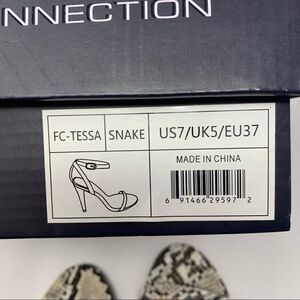 NNECTION
FC-TESSA SNAKE US7/UK5/EU37
MADE IN CHINA
6 91466 29597 2